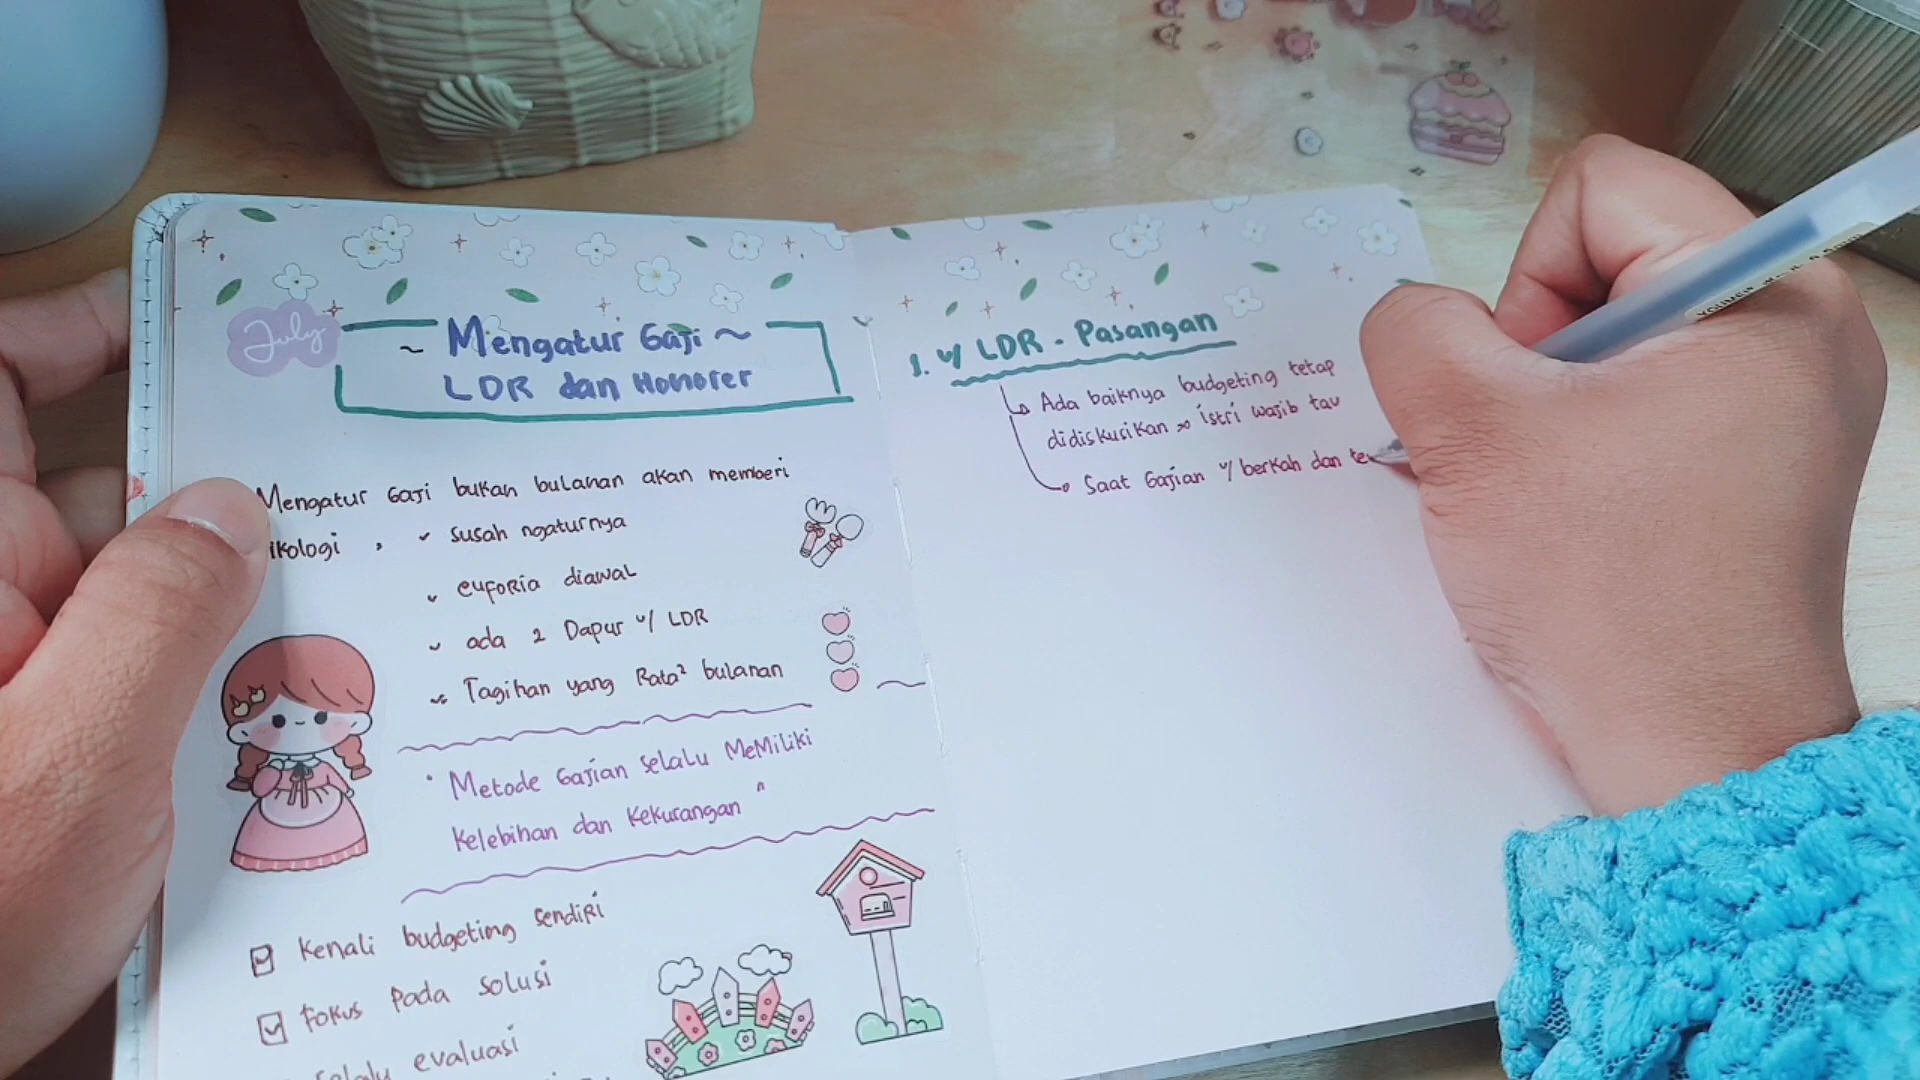 July
~ Mengatur Gaji ~
LDR dan Honorer
Mengatur Gaji bukan bulanan akan memberi
ikologi, susah ngaturnya
euforia diawal
ada 2 Dapur u/ LDR
Tagihan yang Rata² bulanan
" Metode Gajian selalu MeMiliki
Kelebihan dan Kekurangan "
Kenali budgeting sendiri
fokus pada solusi
selalu evaluasi
1. u/ LDR - Pasangan
Ada baiknya budgeting tetap
didiskusikan istri wajib tau
Saat Gajian u/ berkah dan te